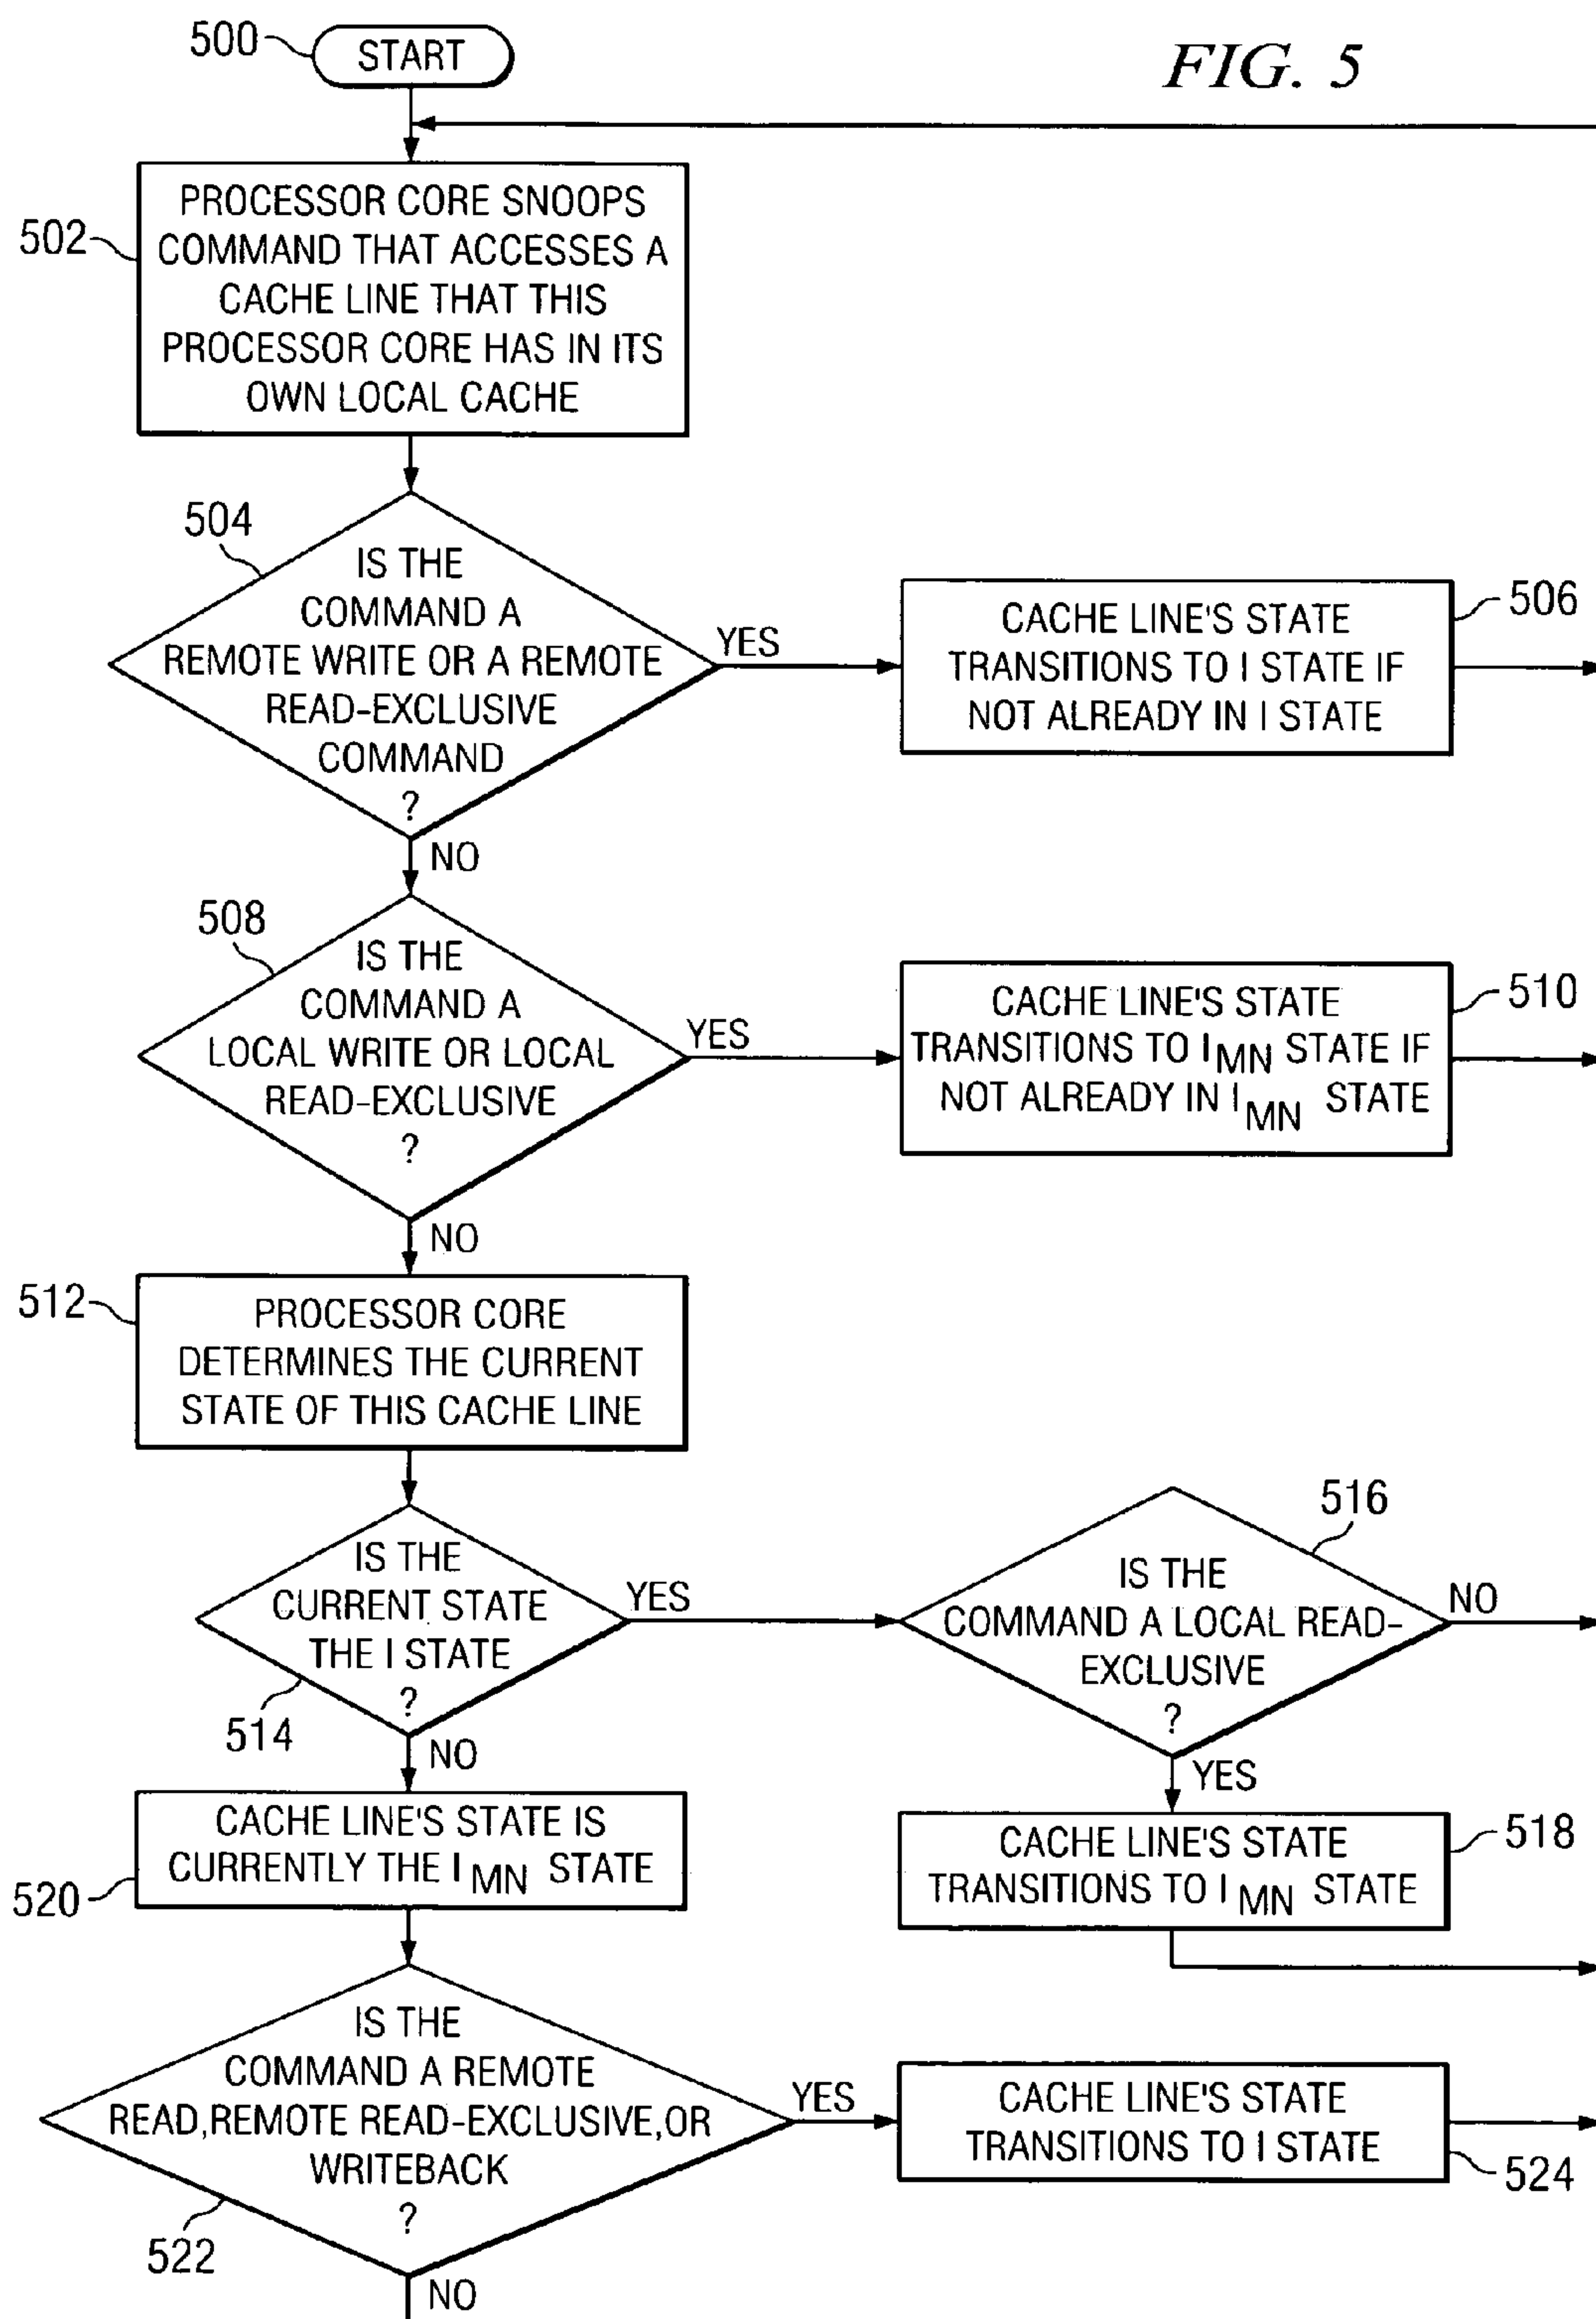 500
START
FIG. 5
502
PROCESSOR CORE SNOOPS
COMMAND THAT ACCESSES A
CACHE LINE THAT THIS
PROCESSOR CORE HAS IN ITS
OWN LOCAL CACHE
504
IS THE
COMMAND A
REMOTE WRITE OR A REMOTE
READ-EXCLUSIVE
COMMAND
?
YES
NO
CACHE LINE'S STATE
TRANSITIONS TO I STATE IF
NOT ALREADY IN I STATE
506
508
IS THE
COMMAND A
LOCAL WRITE OR LOCAL
READ-EXCLUSIVE
?
YES
NO
CACHE LINE'S STATE
TRANSITIONS TO IMN STATE IF
NOT ALREADY IN IMN STATE
510
512
PROCESSOR CORE
DETERMINES THE CURRENT
STATE OF THIS CACHE LINE
IS THE
CURRENT STATE
THE I STATE
?
514
YES
NO
516
IS THE
COMMAND A LOCAL READ-
EXCLUSIVE
?
NO
YES
CACHE LINE'S STATE
TRANSITIONS TO IMN STATE
518
CACHE LINE'S STATE IS
CURRENTLY THE IMN STATE
520
IS THE
COMMAND A REMOTE
READ,REMOTE READ-EXCLUSIVE,OR
WRITEBACK
?
522
YES
NO
CACHE LINE'S STATE
TRANSITIONS TO I STATE
524